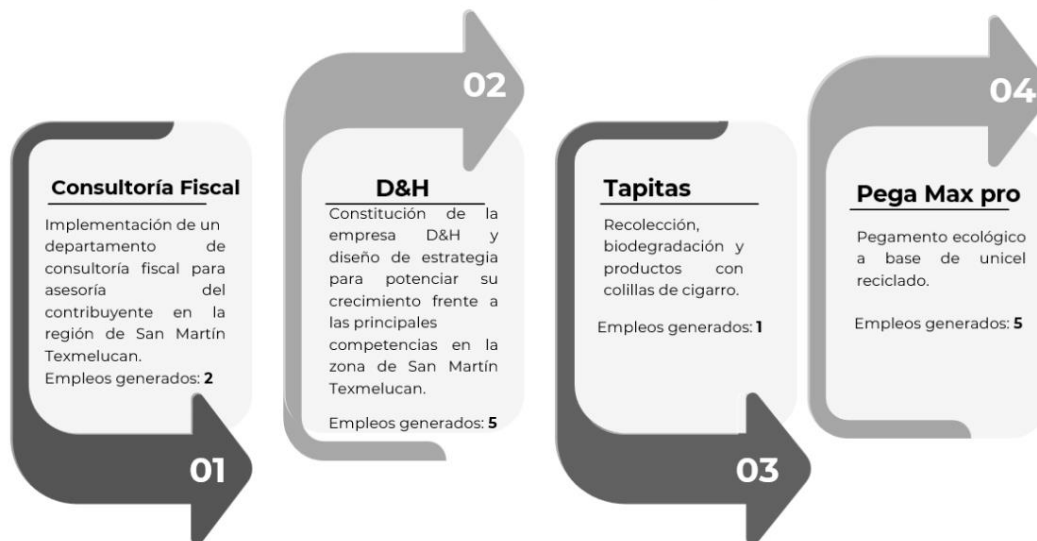 Consultoría Fiscal
Implementación de un
departamento de
consultoría fiscal para
asesoría del
contribuyente en la
región de San Martín
Texmelucan.
Empleos generados: 2
01
02
D&H
Constitución de la
empresa D&H y
diseño de estrategia
para potenciar su
crecimiento frente a
las principales
competencias en la
zona de San Martín
Texmelucan.
Empleos generados: 5
Tapitas
Recolección,
biodegradación y
productos con
colillas de cigarro.
Empleos generados: 1
03
04
Pega Max pro
Pegamento ecológico
a base de unicel
reciclado.
Empleos generados: 5